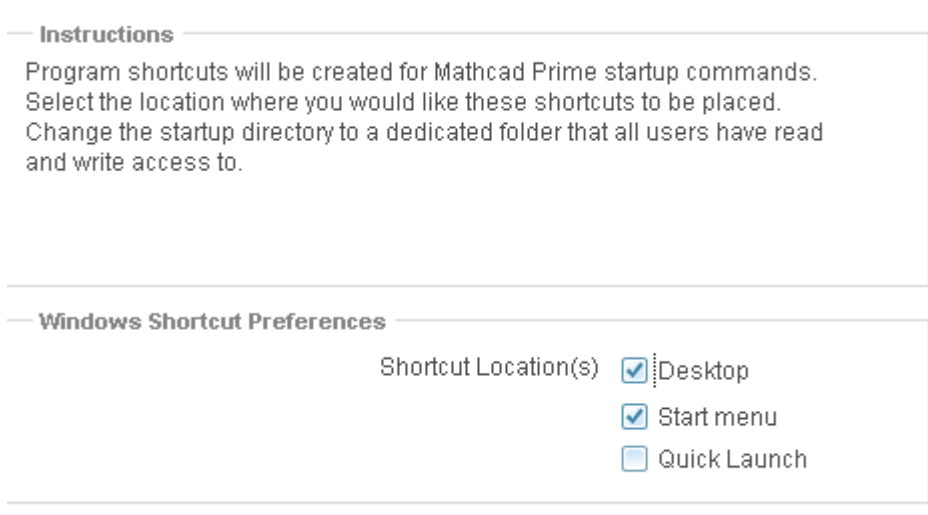 Instructions
Program shortcuts will be created for Mathcad Prime startup commands.
Select the location where you would like these shortcuts to be placed.
Change the startup directory to a dedicated folder that all users have read
and write access to.
Windows Shortcut Preferences
Shortcut Location(s) Desktop
Start menu
Quick Launch